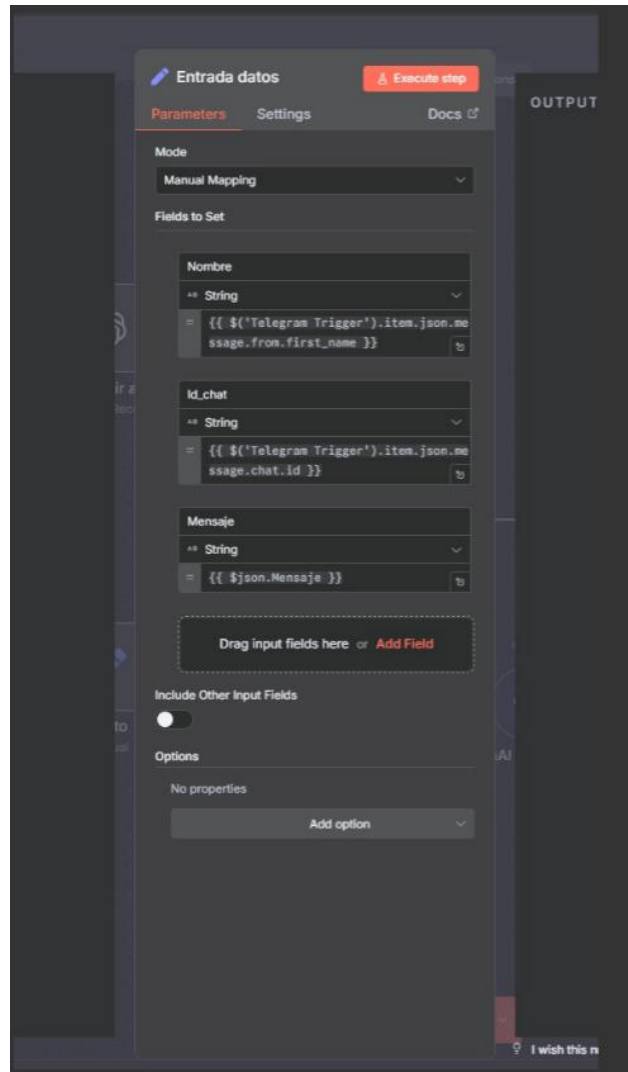 Entrada datos
Execute step
OUTPUT
Parameters Settings Docs
Mode
Manual Mapping
Fields to Set
Nombre
String
= {{ $('Telegram Trigger').item.json.me
ssage.from.first_name }}
Id_chat
String
= {{ $('Telegram Trigger').item.json.me
ssage.chat.id }}
Mensaje
String
= {{ $json.Mensaje }}
Drag input fields here or Add Field
Include Other Input Fields
Options
No properties
Add option
I wish this